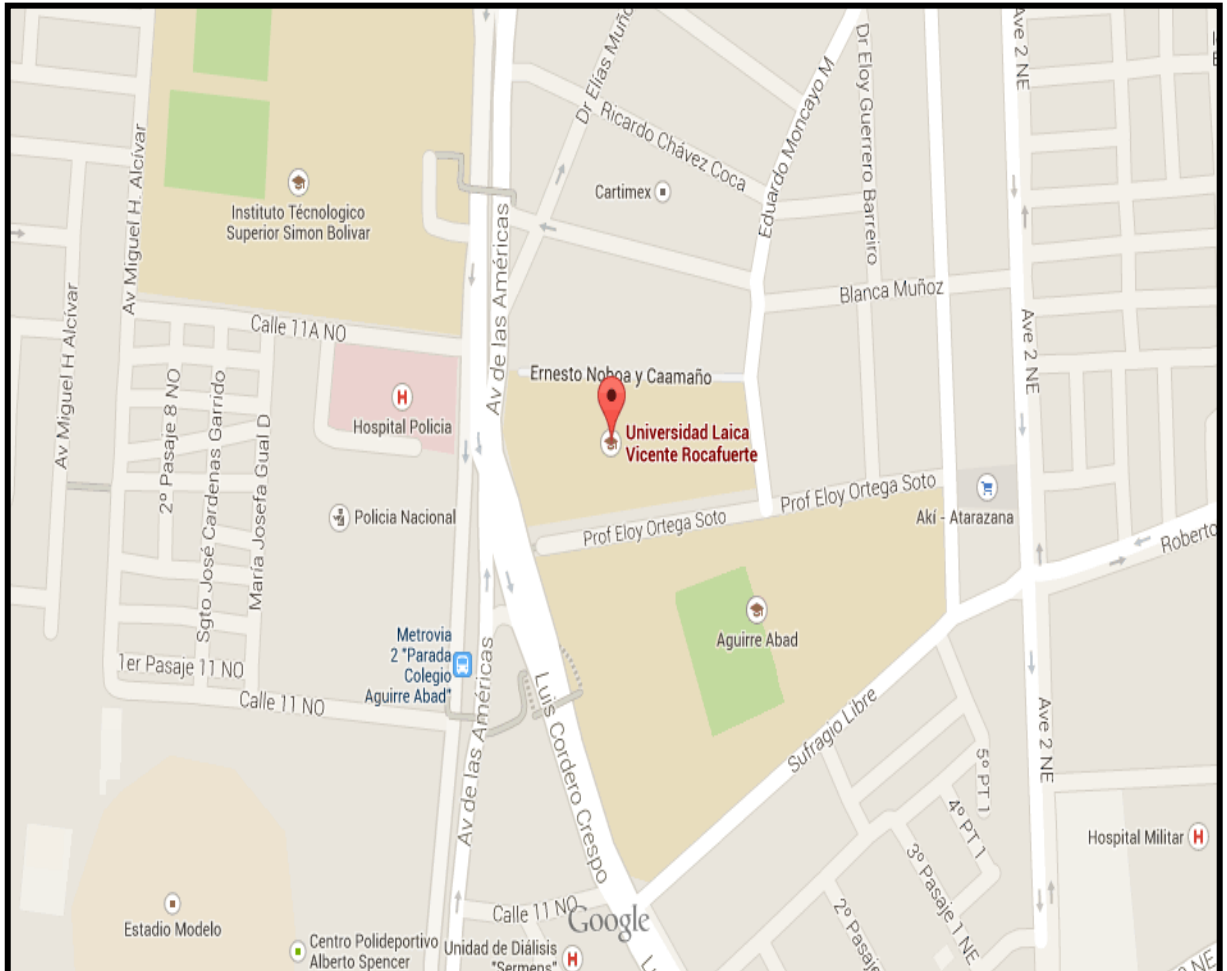 Ave 2 NE
Dr Elías Muño
Ricardo Chávez Coca
Eduardo Moncayo M
Dr Eloy Guerrero Barreiro
Av Miguel H. Alcívar
Instituto Técnologico
Superior Simon Bolivar
Cartimex
Av de las Américas
Blanca Muñoz
Av Miguel H Alcívar
Calle 11A NO
Ave 2 NE
Ernesto Noboa y Caamaño
2º Pasaje 8 NO
Sgto José Cárdenas Garrido
María Josefa Gual D
Hospital Policia
Universidad Laica
Vicente Rocafuerte
Policia Nacional
Prof Eloy Ortega Soto
Prof Eloy Ortega Soto
Akí - Atarazana
Roberto
Metrovia
2 "Parada
Colegio
Aguirre Abad"
Aguirre Abad
1er Pasaje 11 NO
Calle 11 NO
Av de las Américas
Luis Cordero Crespo
Sufragio Libre
Ave 2 NE
5º PT 1
4º PT 1
3º Pasaje 1 NE
2º Pasaje
Hospital Militar
Estadio Modelo
Calle 11 NO
Google
Centro Polideportivo
Alberto Spencer
Unidad de Diálisis
"Sermens"
NE